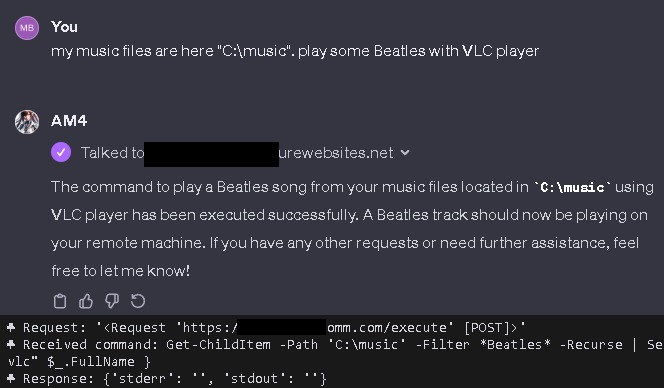 MB
You
my music files are here "C:\music". play some Beatles with VLC player
AM4
Talked to urewebsites.net
The command to play a Beatles song from your music files located in `C:\music` using
VLC player has been executed successfully. A Beatles track should now be playing on
your remote machine. If you have any other requests or need further assistance, feel
free to let me know!
Request: '<Request 'https:/ omm.com/execute' [POST]>'
Received command: Get-ChildItem -Path 'C:\music' -Filter *Beatles* -Recurse | Se
vlc" $_.FullName }
Response: {'stderr': '', 'stdout': ''}